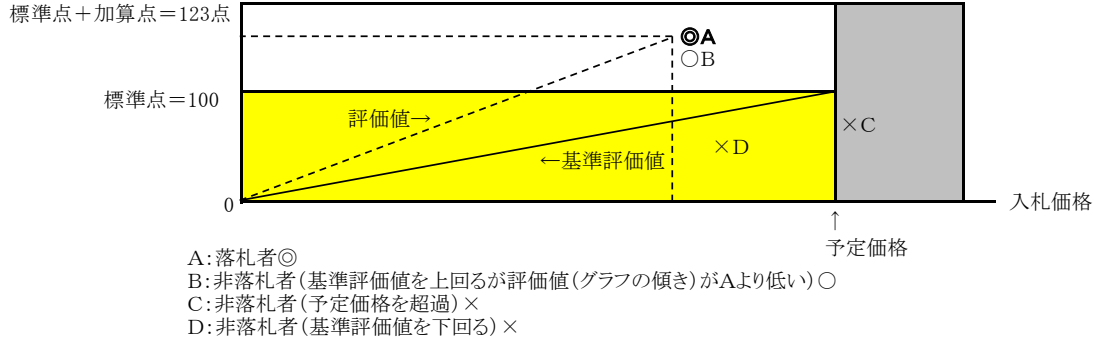 標準点＋加算点＝123点
◎A
○B
標準点＝100
評価値→
×C
×D
←基準評価値
0
入札価格
↑
予定価格
A：落札者◎
B：非落札者（基準評価値を上回るが評価値（グラフの傾き）がAより低い）○
C：非落札者（予定価格を超過）×
D：非落札者（基準評価値を下回る）×